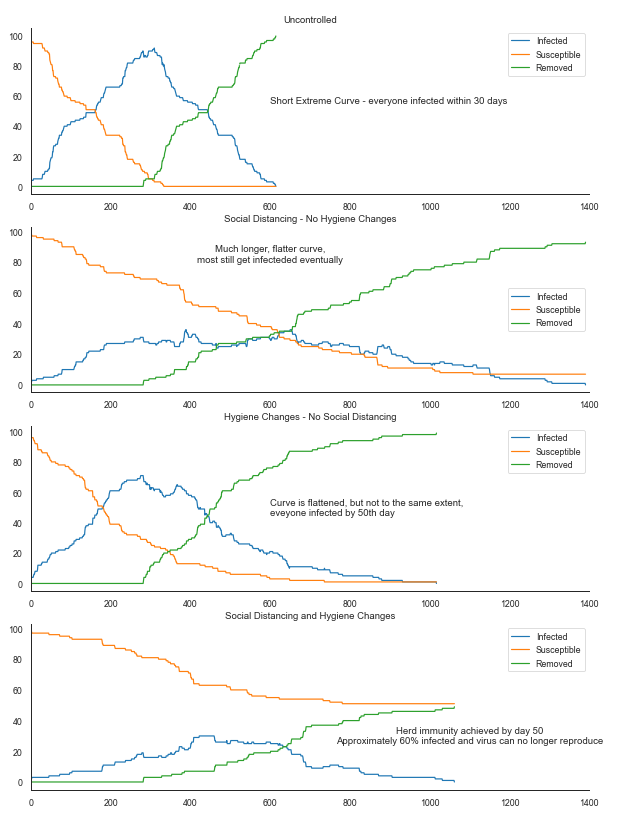 Uncontrolled
100
80
60
40
20
0
Infected
Susceptible
Removed
Short Extreme Curve - everyone infected within 30 days
0 200 400 600 800 1000 1200 1400
Social Distancing - No Hygiene Changes
100
80
60
40
20
0
Much longer, flatter curve,
most still get infecteded eventually
Infected
Susceptible
Removed
0 200 400 600 800 1000 1200 1400
Hygiene Changes - No Social Distancing
100
80
60
40
20
0
Infected
Susceptible
Removed
Curve is flattened, but not to the same extent,
eveyone infected by 50th day
0 200 400 600 800 1000 1200 1400
Social Distancing and Hygiene Changes
100
80
60
40
20
0
Infected
Susceptible
Removed
Herd immunity achieved by day 50
Approximately 60% infected and virus can no longer reproduce
0 200 400 600 800 1000 1200 1400